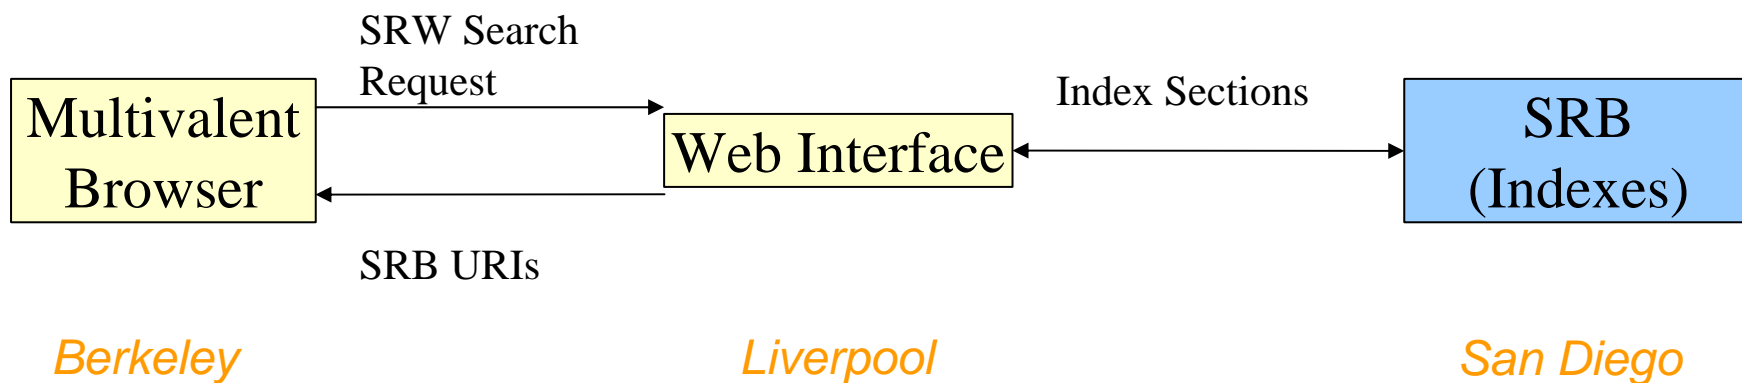 SRW Search
Request
Multivalent
Browser
SRB URIs
Web Interface
Index Sections
SRB
(Indexes)
Berkeley
Liverpool
San Diego